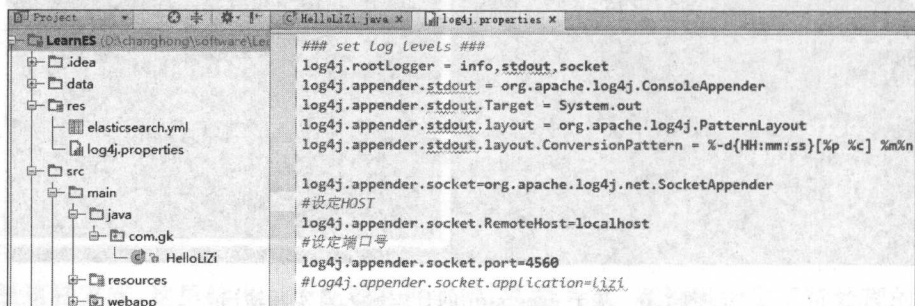 Project
HelloLiZi.java ×
log4j.properties ×
LearnES (D:\changhong\software\Lea
.idea
data
res
elasticsearch.yml
log4j.properties
src
main
java
com.gk
HelloLiZi
resources
webapp
### set log levels ###
log4j.rootLogger = info,stdout,socket
log4j.appender.stdout = org.apache.log4j.ConsoleAppender
log4j.appender.stdout.Target = System.out
log4j.appender.stdout.layout = org.apache.log4j.PatternLayout
log4j.appender.stdout.layout.ConversionPattern = %-d{HH:mm:ss}[%p %c] %m%n
log4j.appender.socket=org.apache.log4j.net.SocketAppender
#设定HOST
log4j.appender.socket.RemoteHost=localhost
#设定端口号
log4j.appender.socket.port=4560
#log4j.appender.socket.application=lizi